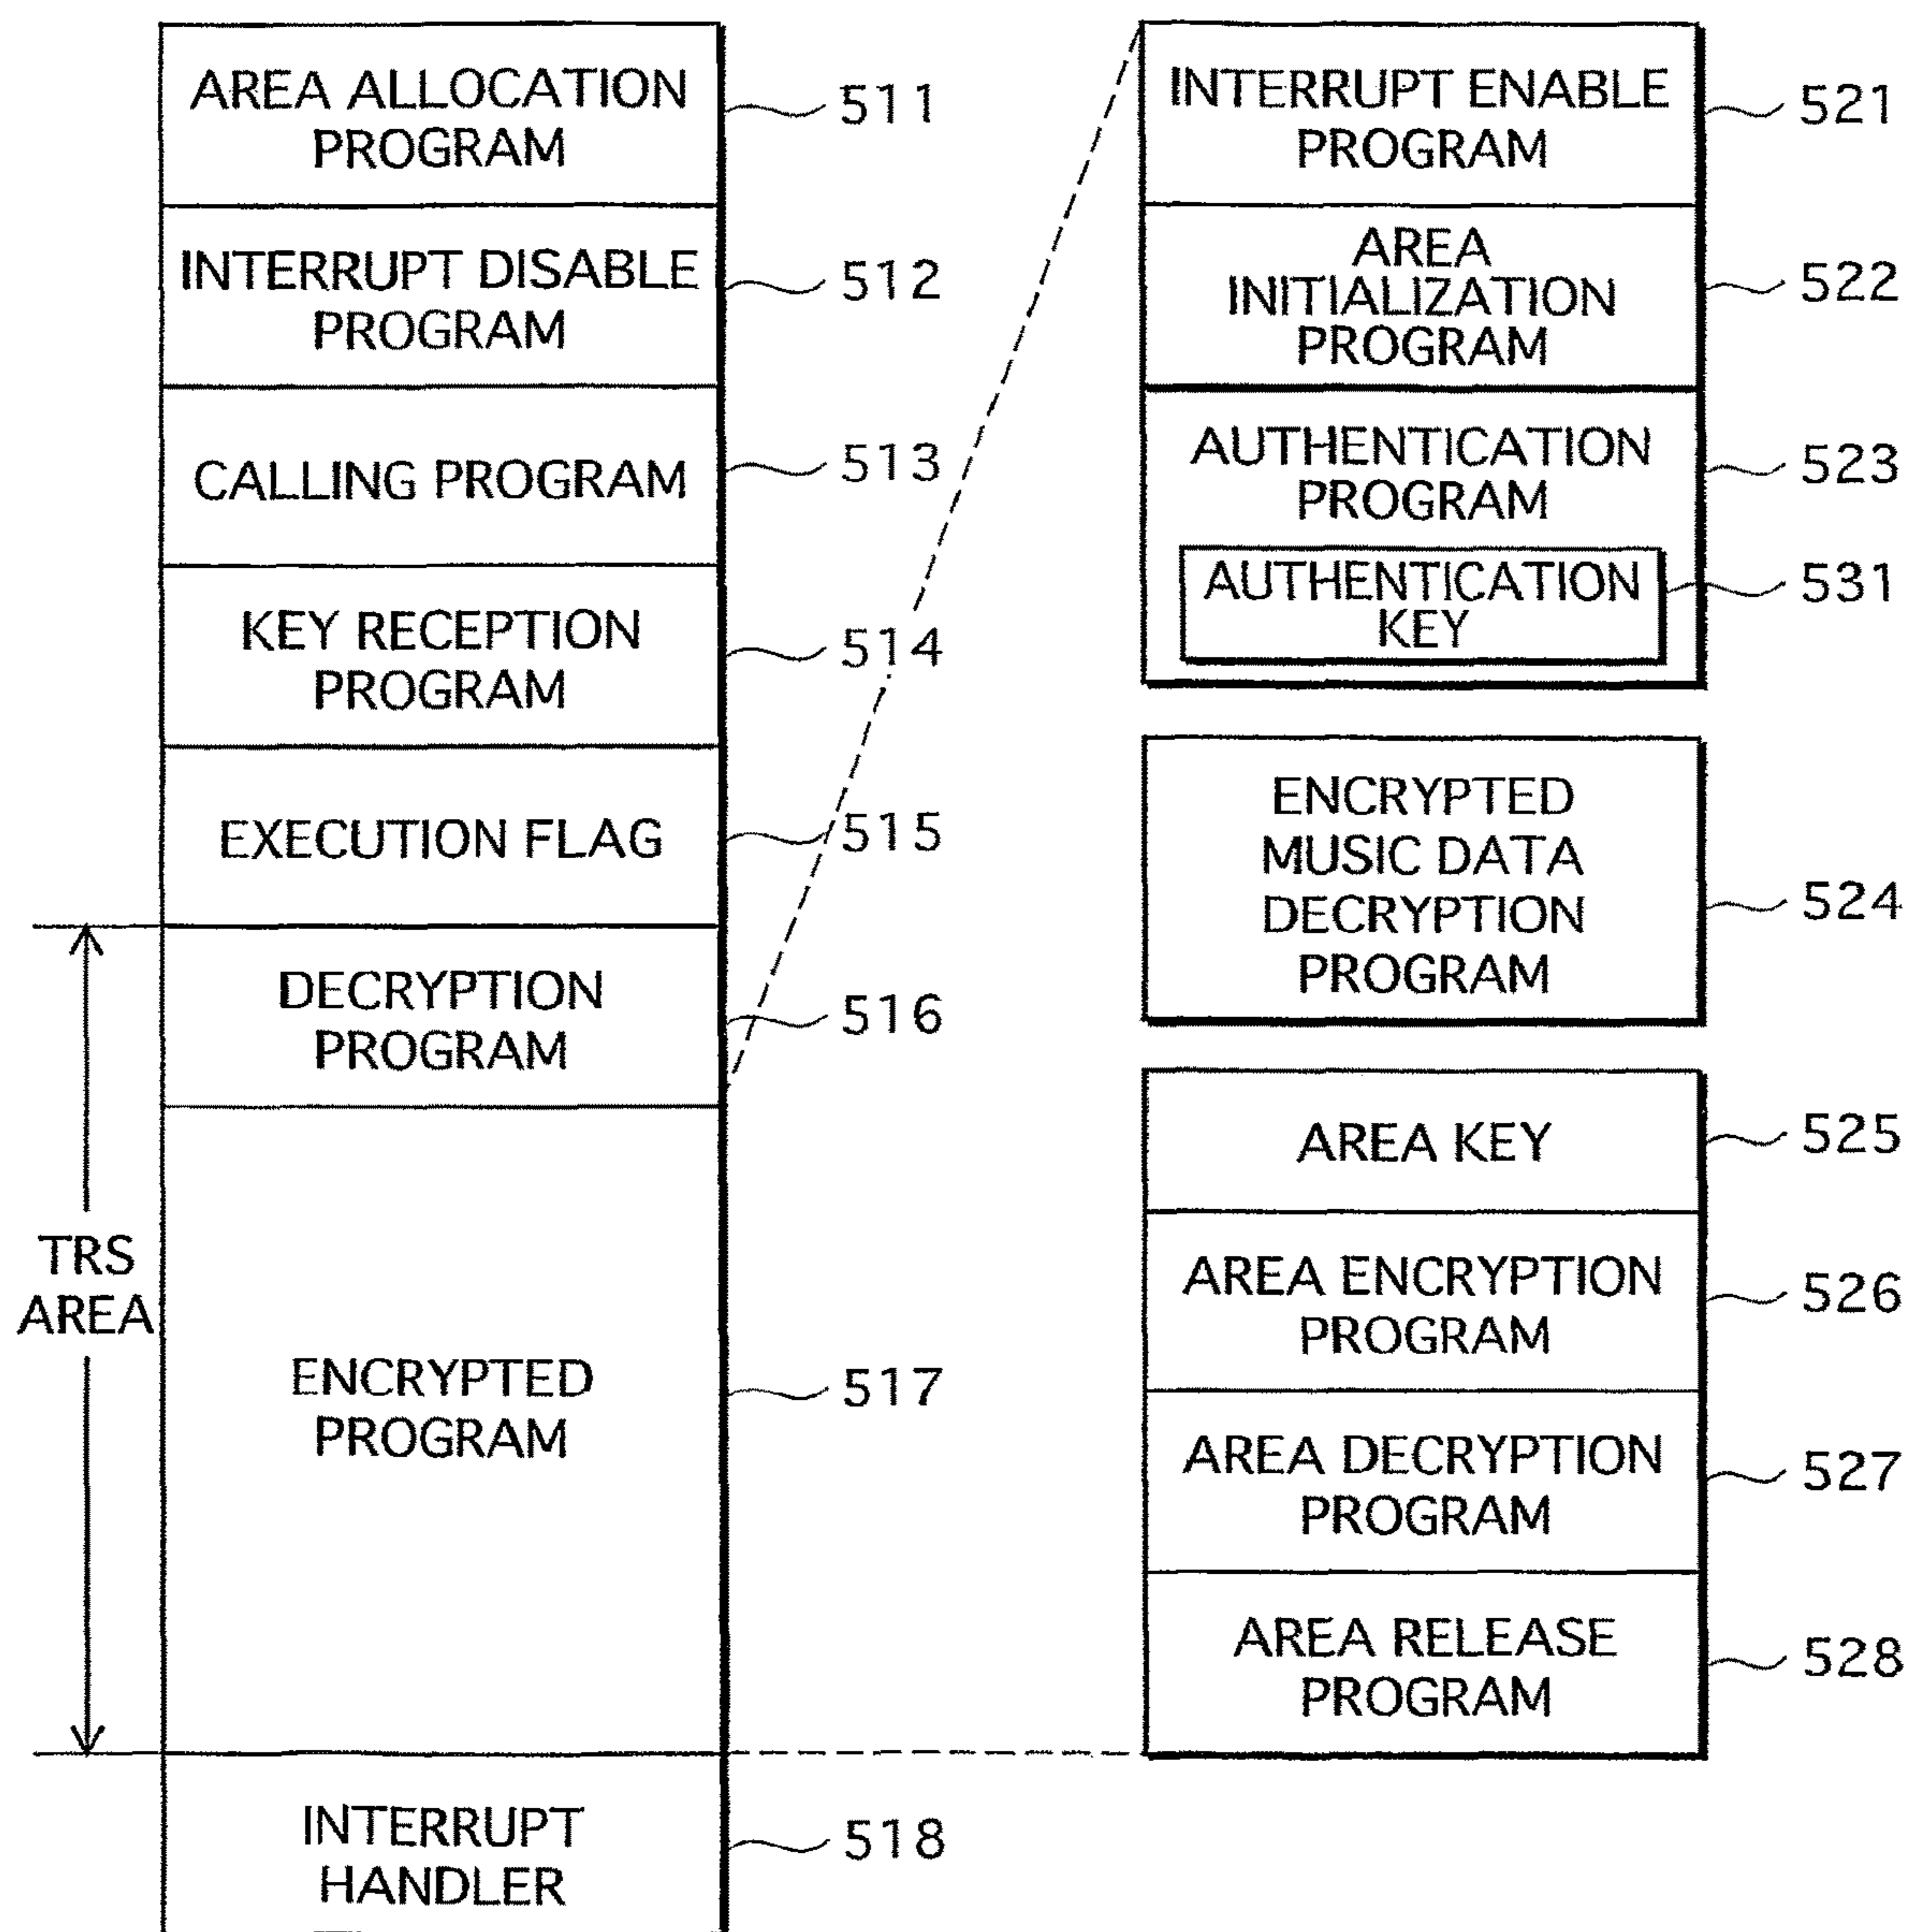 AREA ALLOCATION
PROGRAM
511
INTERRUPT DISABLE
PROGRAM
512
CALLING PROGRAM
513
KEY RECEPTION
PROGRAM
514
EXECUTION FLAG
515
TRS
AREA
DECRYPTION
PROGRAM
516
ENCRYPTED
PROGRAM
517
INTERRUPT
HANDLER
518
INTERRUPT ENABLE
PROGRAM
521
AREA
INITIALIZATION
PROGRAM
522
AUTHENTICATION
PROGRAM
523
AUTHENTICATION
KEY
531
ENCRYPTED
MUSIC DATA
DECRYPTION
PROGRAM
524
AREA KEY
525
AREA ENCRYPTION
PROGRAM
526
AREA DECRYPTION
PROGRAM
527
AREA RELEASE
PROGRAM
528